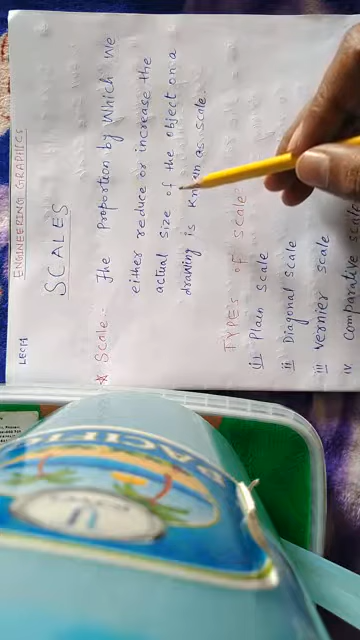 ENGINEERING GRAPHICS
LEC 1
SCALES
* Scale:- The Proportion by Which We
either reduce or increase the
actual size of the object on a
drawing is known as scale.
TYPES of scale:-
(i) Plain scale
ii Diagonal scale
iii Vernier scale
iv Comparative scale
PACIFIC